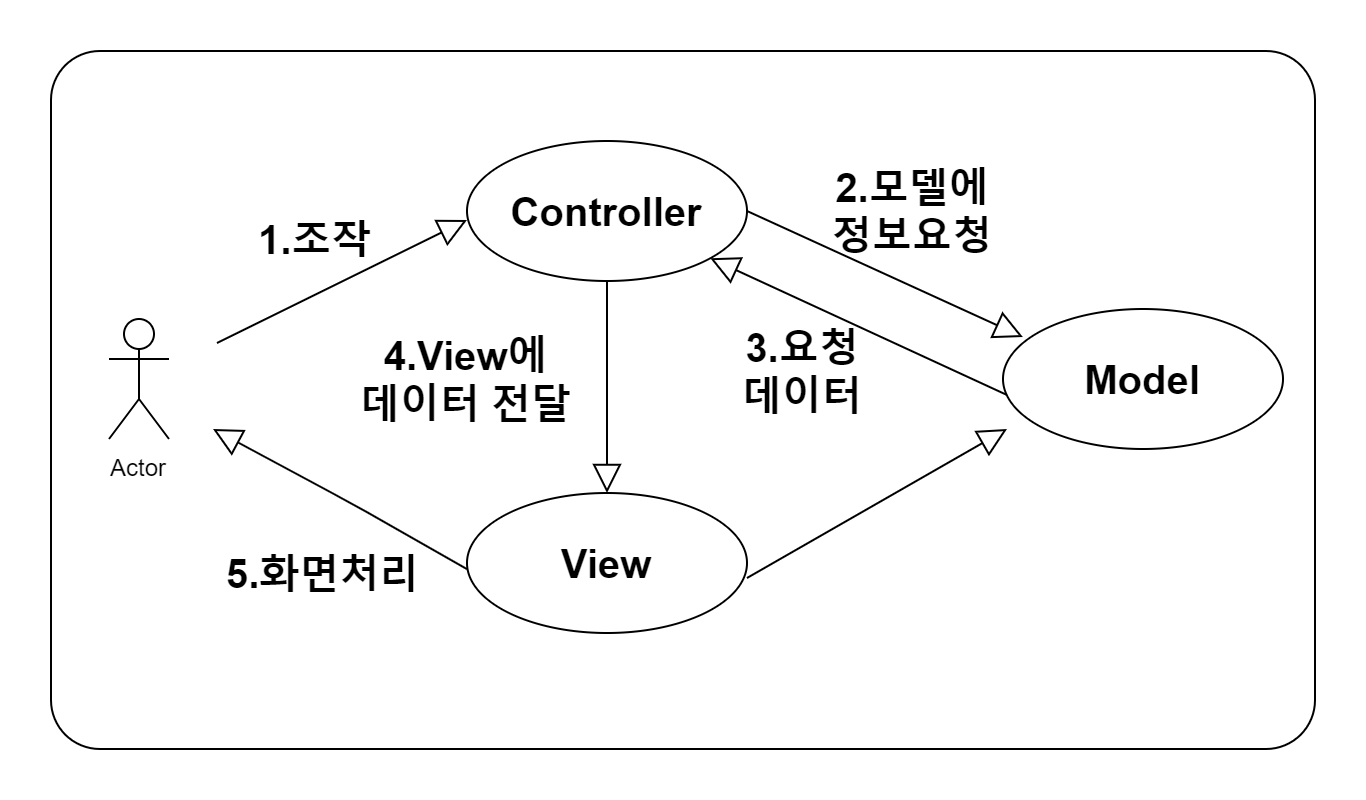 Controller
2.모델에
정보요청
1.조작
4.View에
데이터 전달
3.요청
데이터
Model
Actor
5.화면처리
View